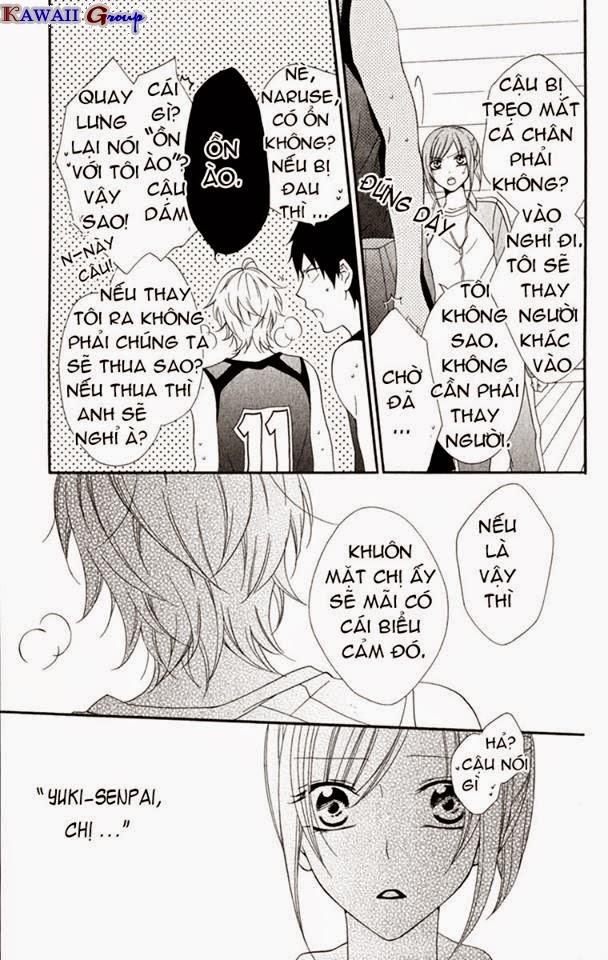 KAWAII Group
CẬU BỊ
TRẸO MẮT
CÁ CHÂN
PHẢI
KHÔNG?
VÀO
NGHỈ ĐI.
TÔI SẼ
THAY
NGƯỜI
KHÁC VÀO
ĐỨNG DẬY
TÔI
KHÔNG
SAO.
KHÔNG
CẦN PHẢI
THAY
NGƯỜI.
CHỜ
ĐÃ
...
NÈ,
NARUSE,
CÓ ỔN
KHÔNG?
NẾU BỊ
ĐAU
THÌ ...
ỒN
ÀO.
CÁI
GÌ?
"ỒN
ÀO"?
CẬU
DÁM
QUAY
LƯNG
LẠI NÓI
VỚI TÔI
VẬY
SAO!
N-NÀY
CẬU!
NẾU THAY
TÔI RA KHÔNG
PHẢI CHÚNG TA
SẼ THUA SAO?
NẾU THUA THÌ
ANH SẼ
NGHỈ À?
11
NẾU
LÀ
VẬY
THÌ
KHUÔN
MẶT CHỊ ẤY
SẼ MÃI CÓ
CÁI BIỂU
CẢM ĐÓ.
HẢ?
CẬU NÓI
GÌ
"YUKI-SENPAI,
CHỊ ..."